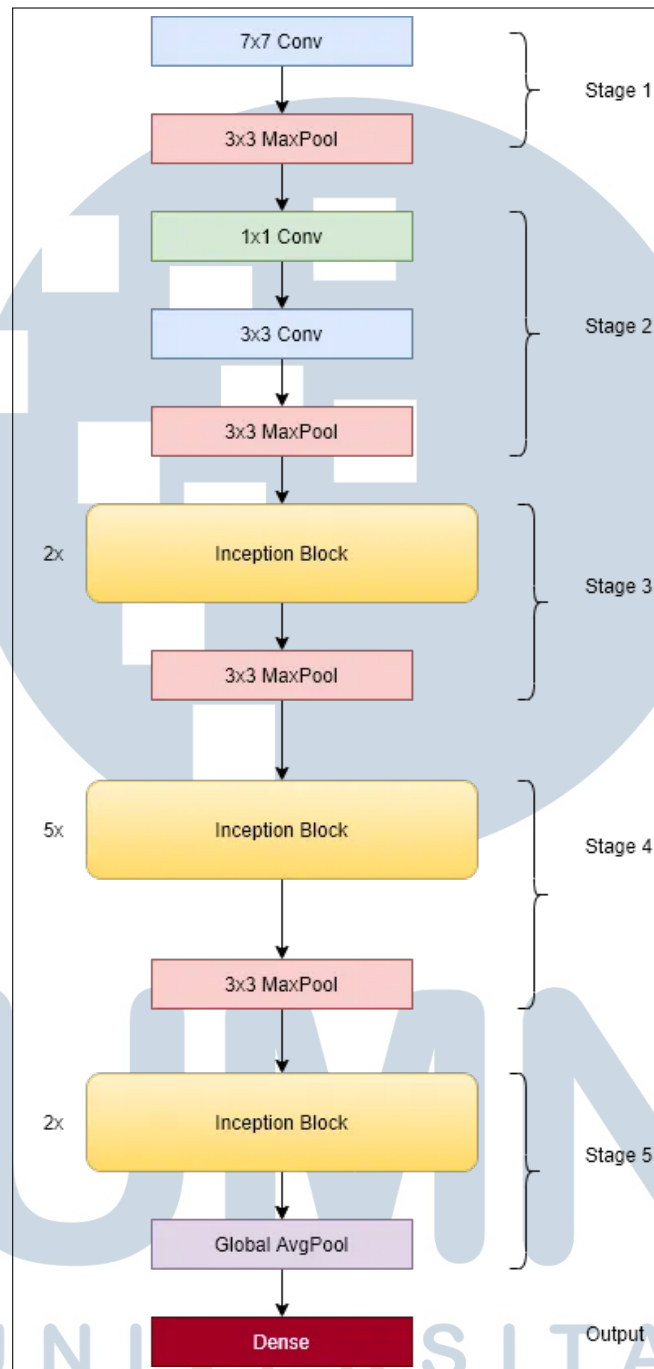 7x7 Conv
Stage 1
3x3 MaxPool
1x1 Conv
3x3 Conv
Stage 2
3x3 MaxPool
2x
Inception Block
Stage 3
3x3 MaxPool
5x
Inception Block
Stage 4
3x3 MaxPool
2x
Inception Block
Stage 5
Global AvgPool
Dense
Output
UMN